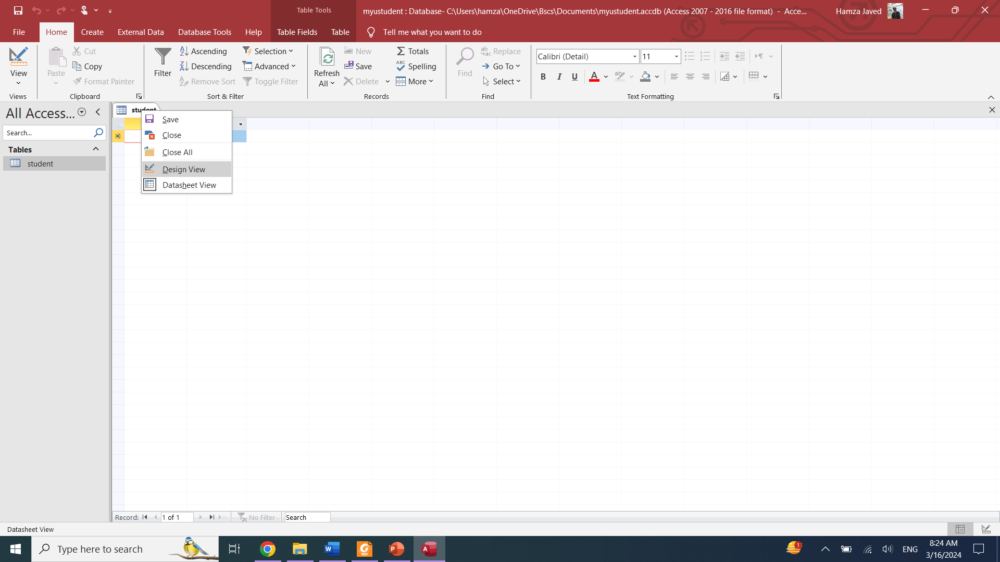 Table Tools
myustudent : Database- C:\Users\hamza\OneDrive\Bscs\Documents\myustudent.accdb (Access 2007 - 2016 file format)  -  Acce...
Hamza Javed
File Home Create External Data Database Tools Help Table Fields Table Tell me what you want to do
View
Views
Paste
Cut
Copy
Format Painter
Clipboard
Filter
Ascending
Descending
Remove Sort
Selection
Advanced
Toggle Filter
Sort & Filter
Refresh
All
New
Save
Delete
Totals
Spelling
More
Records
Find
Replace
Go To
Select
Find
Calibri (Detail)
11
B I U
Text Formatting
All Access...
Search...
Tables
student
student
Save
Close
Close All
Design View
Datasheet View
Record:
1 of 1
No Filter
Search
Datasheet View
Type here to search
1
ENG
8:24 AM
3/16/2024